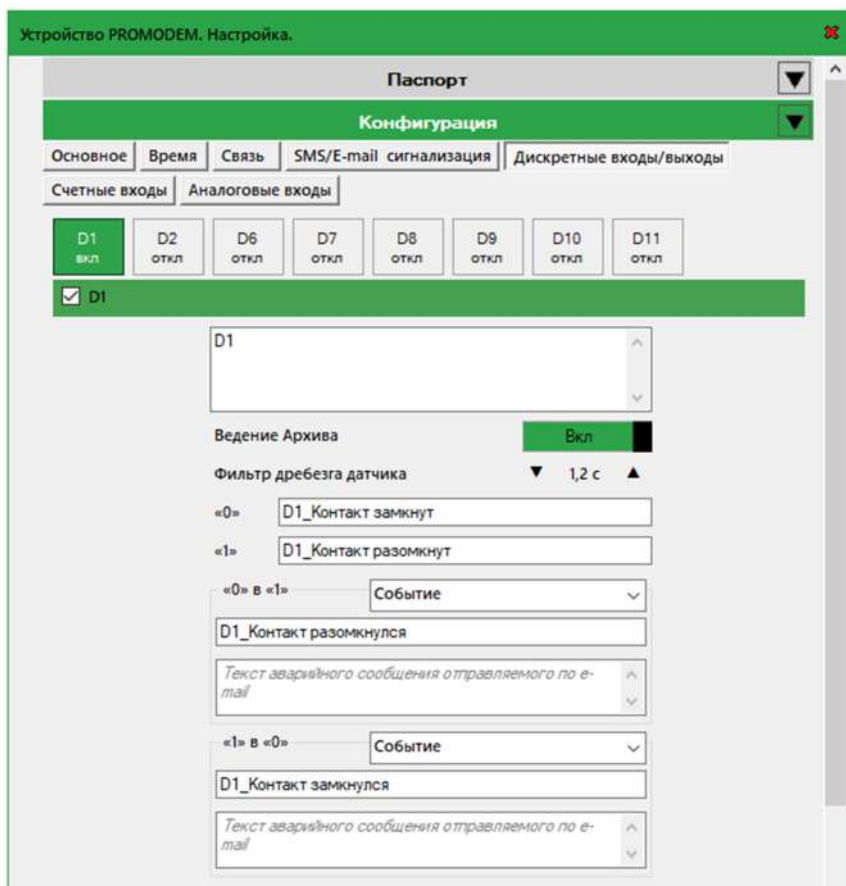 Устройство PROMODEM. Настройка.
Паспорт
Конфигурация
Основное Время Связь SMS/E-mail сигнализация Дискретные входы/выходы
Счетные входы Аналоговые входы
D1 D2 D6 D7 D8 D9 D10 D11
вкл откл откл откл откл откл откл откл
D1
D1
Ведение Архива Вкл
Фильтр дребезга датчика 1,2 с
«0» D1_Контакт замкнут
«1» D1_Контакт разомкнут
«0» в «1» Событие
D1_Контакт разомкнулся
Текст аварийного сообщения отправляемого по e-
mail
«1» в «0» Событие
D1_Контакт замкнулся
Текст аварийного сообщения отправляемого по e-
mail